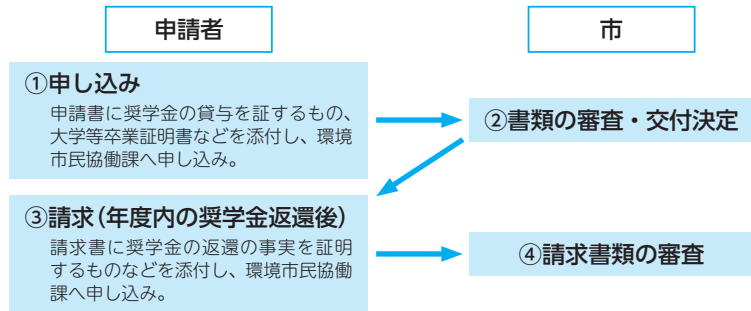 申請者
市
①申し込み
申請書に奨学金の貸与を証するもの、
大学等卒業証明書などを添付し、環境
市民協働課へ申し込み。
②書類の審査・交付決定
③請求（年度内の奨学金返還後）
請求書に奨学金の返還の事実を証明
するものなどを添付し、環境市民協働
課へ申し込み。
④請求書類の審査